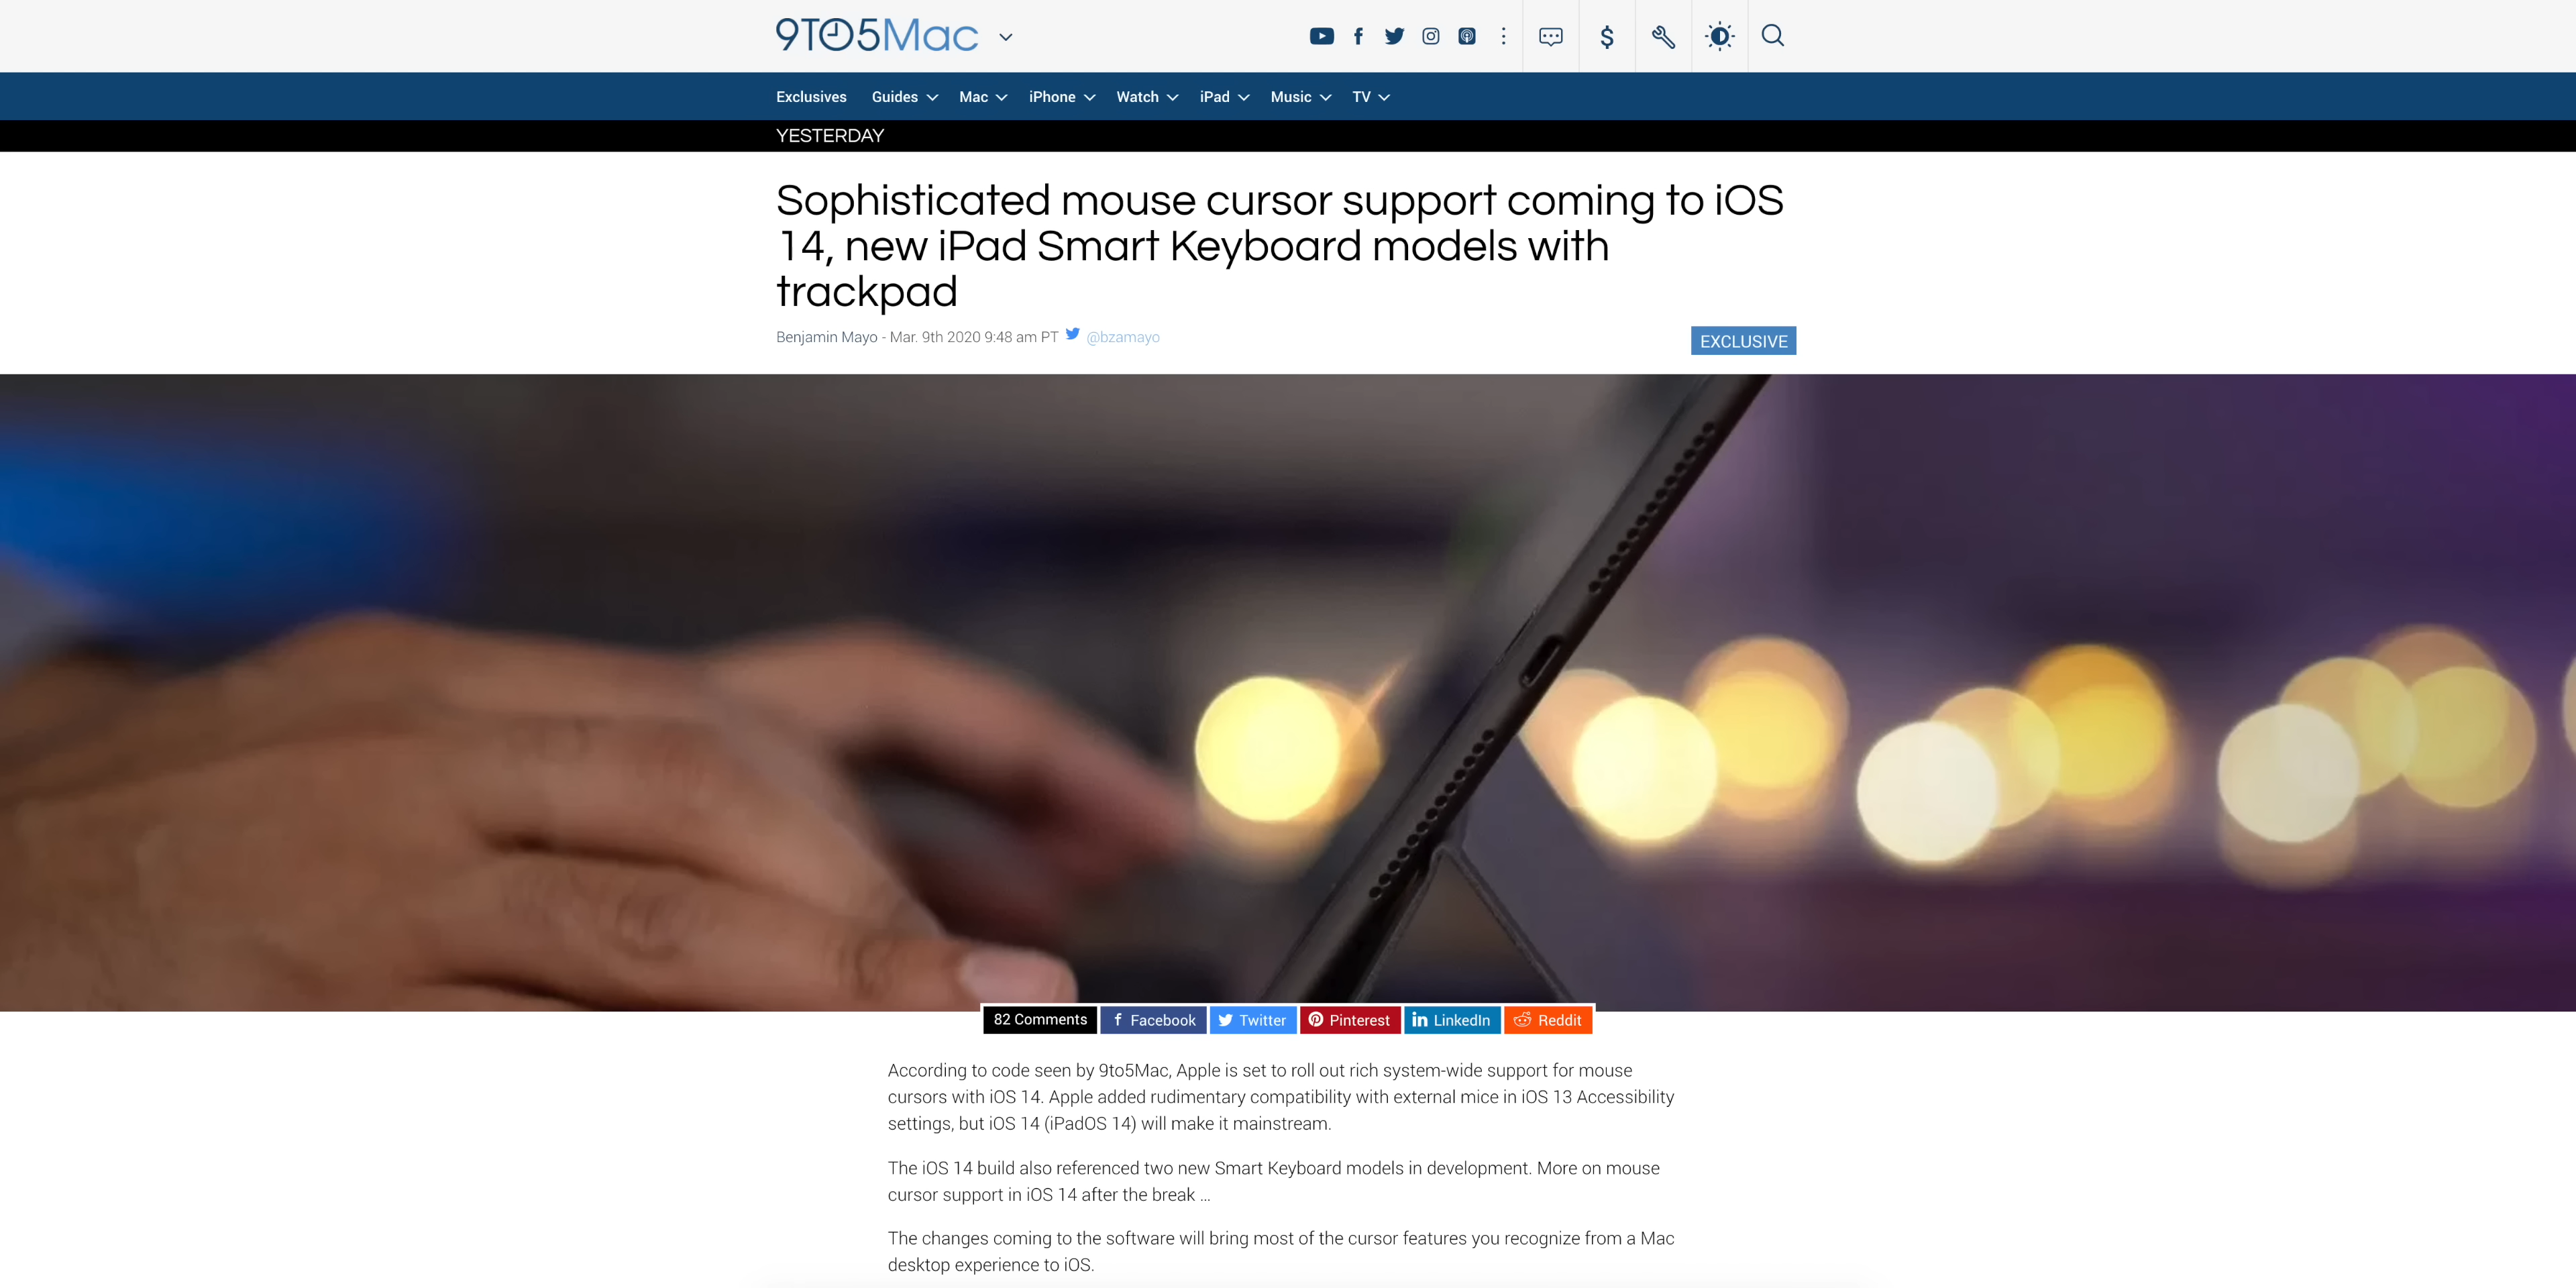 9TO5Mac
Exclusives Guides Mac iPhone Watch iPad Music TV
YESTERDAY
Sophisticated mouse cursor support coming to iOS
14, new iPad Smart Keyboard models with
trackpad
Benjamin Mayo - Mar. 9th 2020 9:48 am PT @bzamayo
EXCLUSIVE
82 Comments Facebook Twitter Pinterest LinkedIn Reddit
According to code seen by 9to5Mac, Apple is set to roll out rich system-wide support for mouse
cursors with iOS 14. Apple added rudimentary compatibility with external mice in iOS 13 Accessibility
settings, but iOS 14 (iPadOS 14) will make it mainstream.
The iOS 14 build also referenced two new Smart Keyboard models in development. More on mouse
cursor support in iOS 14 after the break …
The changes coming to the software will bring most of the cursor features you recognize from a Mac
desktop experience to iOS.